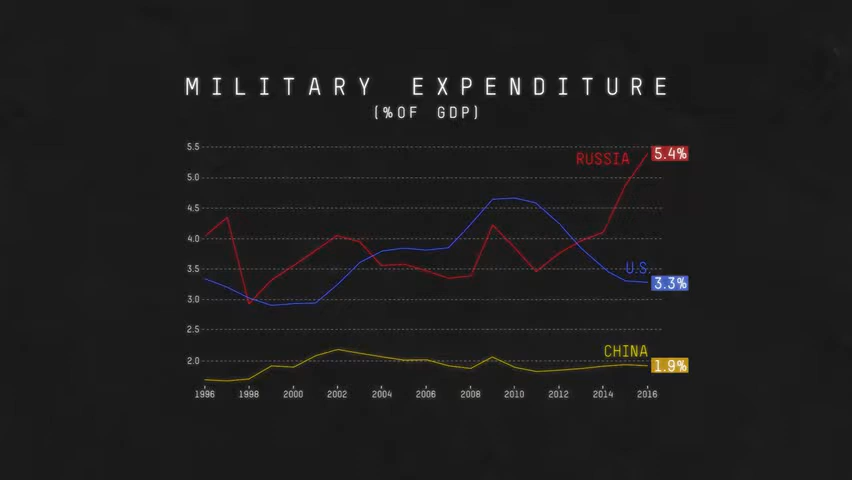 MILITARY EXPENDITURE
(%OF GDP)
5.5
RUSSIA 5.4%
5.0
4.5
4.0
3.5
U.S. 3.3%
3.0
2.5
CHINA 1.9%
2.0
1996 1998 2000 2002 2004 2006 2008 2010 2012 2014 2016